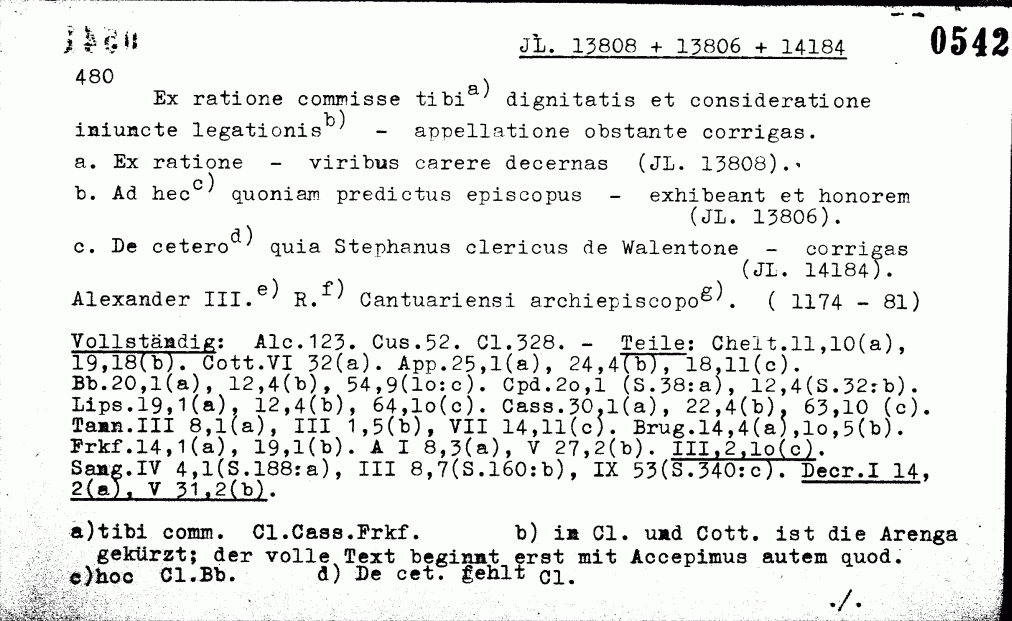 JL. 13808 + 13806 + 14184 0542
480
Ex ratione commisse tibi a) dignitatis et consideratione
iniuncte legationis b) - appellatione obstante corrigas.
a. Ex ratione - viribus carere decernas (JL. 13808)..
b. Ad hec c) quoniam predictus episcopus - exhibeant et honorem
(JL. 13806).
c. De cetero d) quia Stephanus clericus de Walentone - corrigas
(JL. 14184).
Alexander III. e) R. f) Cantuariensi archiepiscopo g). ( 1174 - 81)
Vollständig: Alc.123. Cus.52. Cl.328. - Teile: Chelt.11,10(a),
19,18(b). Cott.VI 32(a). App.25,1(a), 24,4(b), 18,11(c).
Bb.20,1(a), 12,4(b), 54,9(lo:c). Cpd.2o,1 (S.38:a), 12,4(S.32:b).
Lips.19,1(a), 12,4(b), 64,lo(c). Cass.30,1(a), 22,4(b), 63,10 (c).
Tann.III 8,1(a), III 1,5(b), VII 14,11(c). Brug.14,4(a),lo,5(b).
Frkf.14,1(a), 19,1(b). A I 8,3(a), V 27,2(b). III,2,lo(c).
Sang.IV 4,1(S.188:a), III 8,7(S.160:b), IX 53(S.340:c). Decr.I 14,
2(a), V 31,2(b).
a)tibi comm. Cl.Cass.Frkf. b) in Cl. und Cott. ist die Arenga
gekürzt; der volle Text beginnt erst mit Accepimus autem quod.
c)hoc Cl.Bb. d) De cet. fehlt Cl.
./.